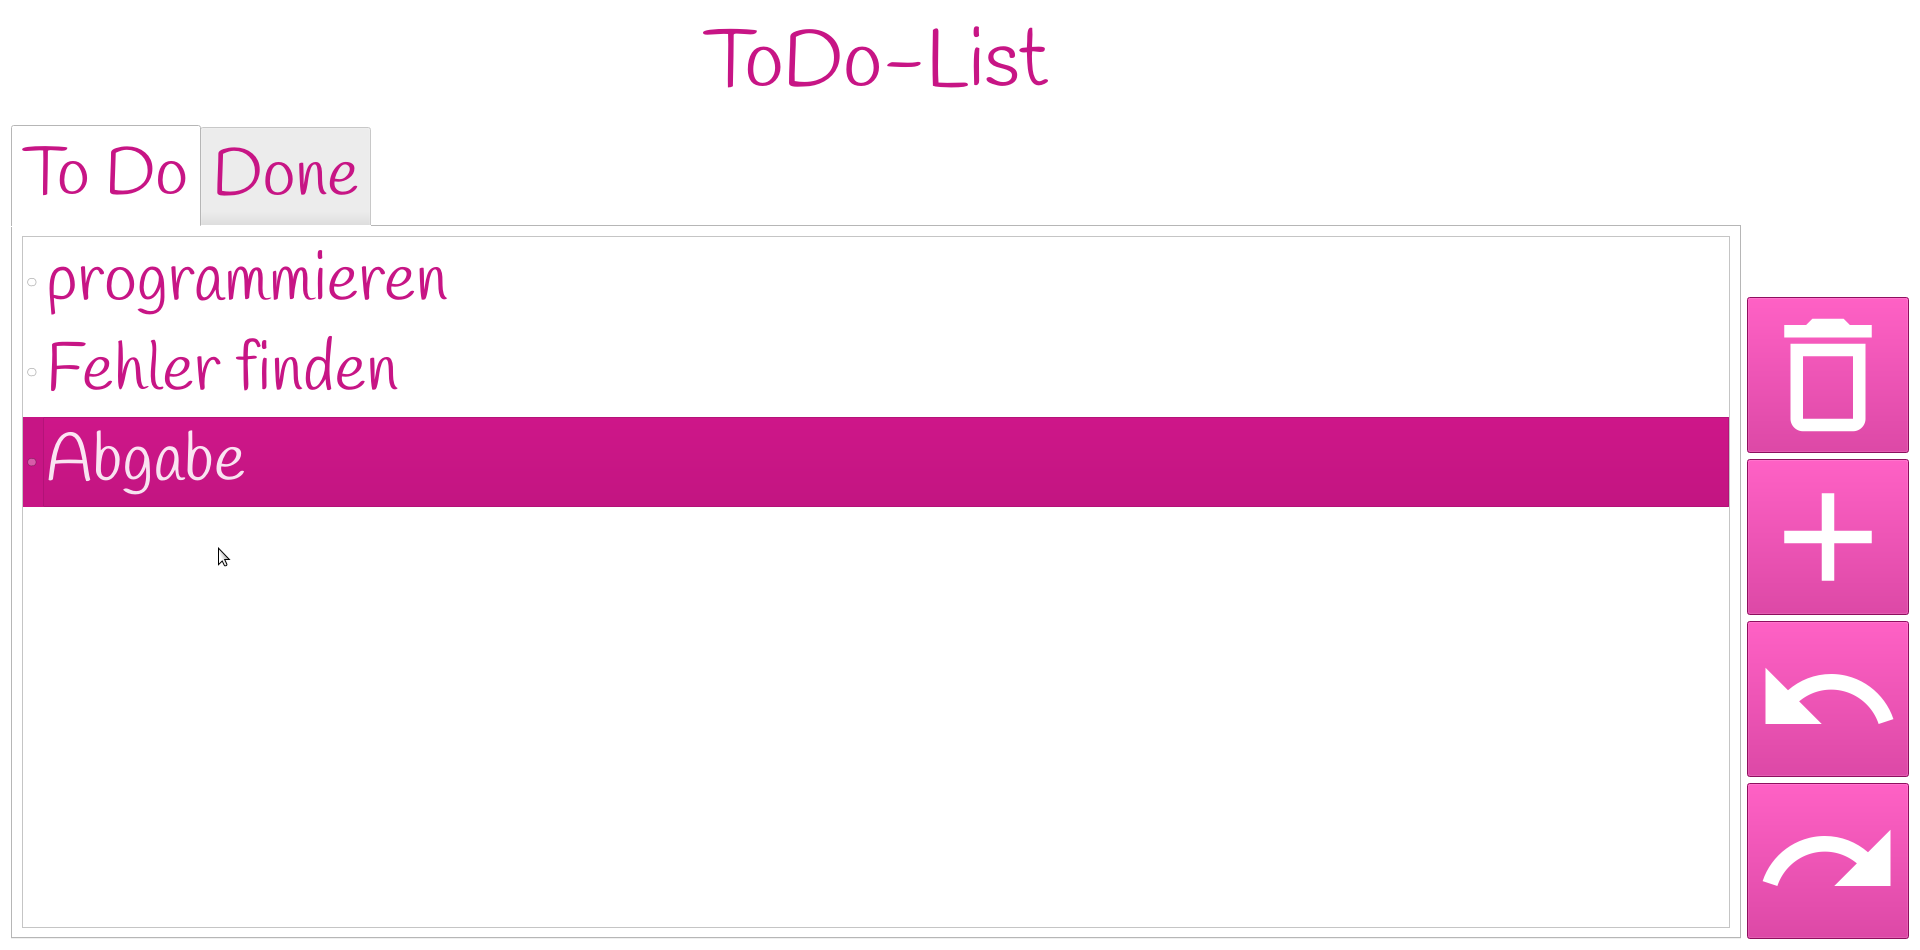 ToDo-List
To Do Done
programmieren
Fehler finden
Abgabe